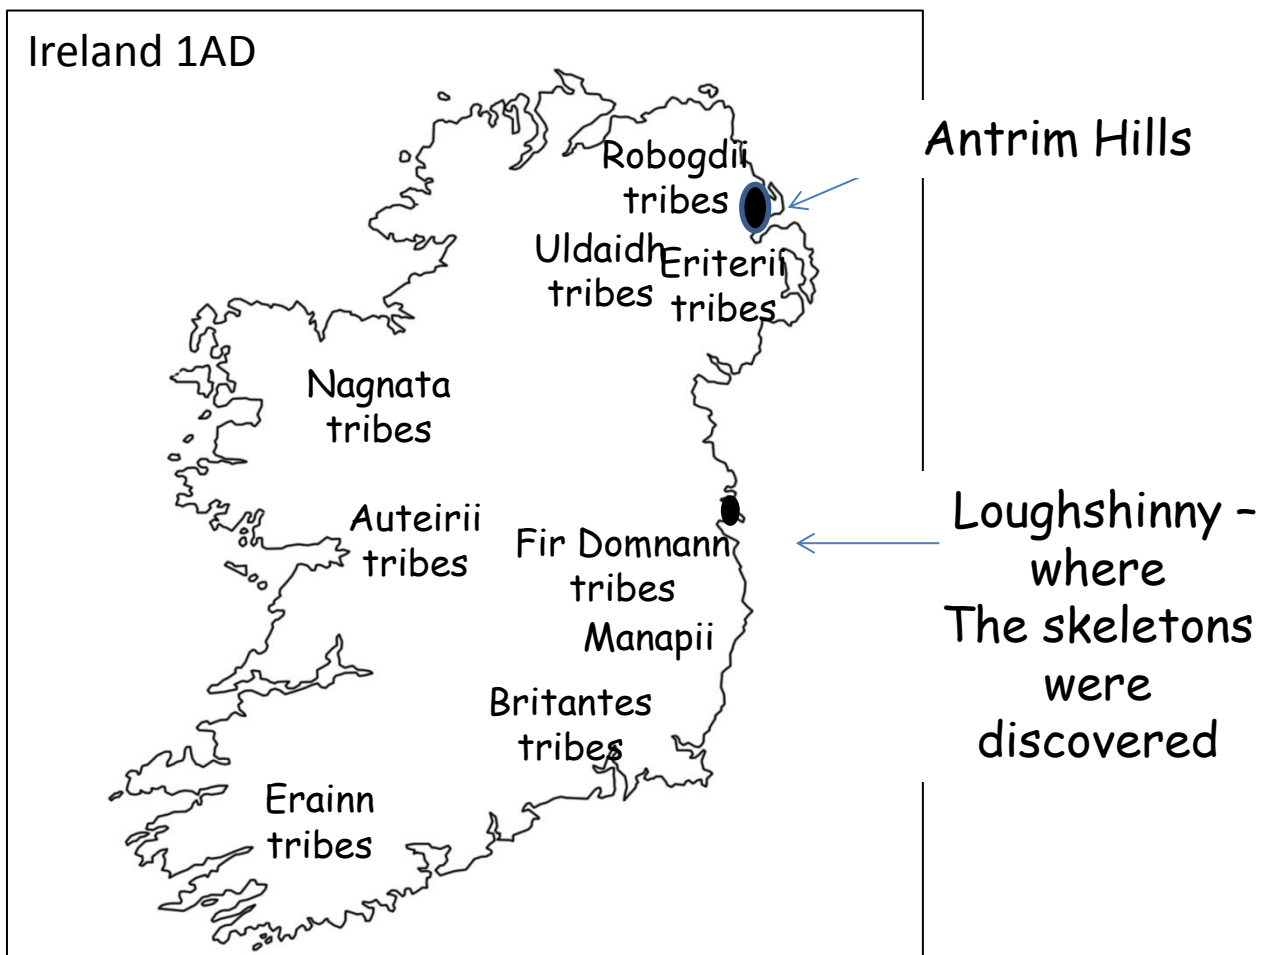 Ireland 1AD
Antrim Hills
Robogdii
tribes
Uldaidh
tribes
Eriterii
tribes
Nagnata
tribes
Auteirii
tribes
Fir Domnann
tribes
Manapii
Loughshinny –
where
The skeletons
were
discovered
Britantes
tribes
Erainn
tribes